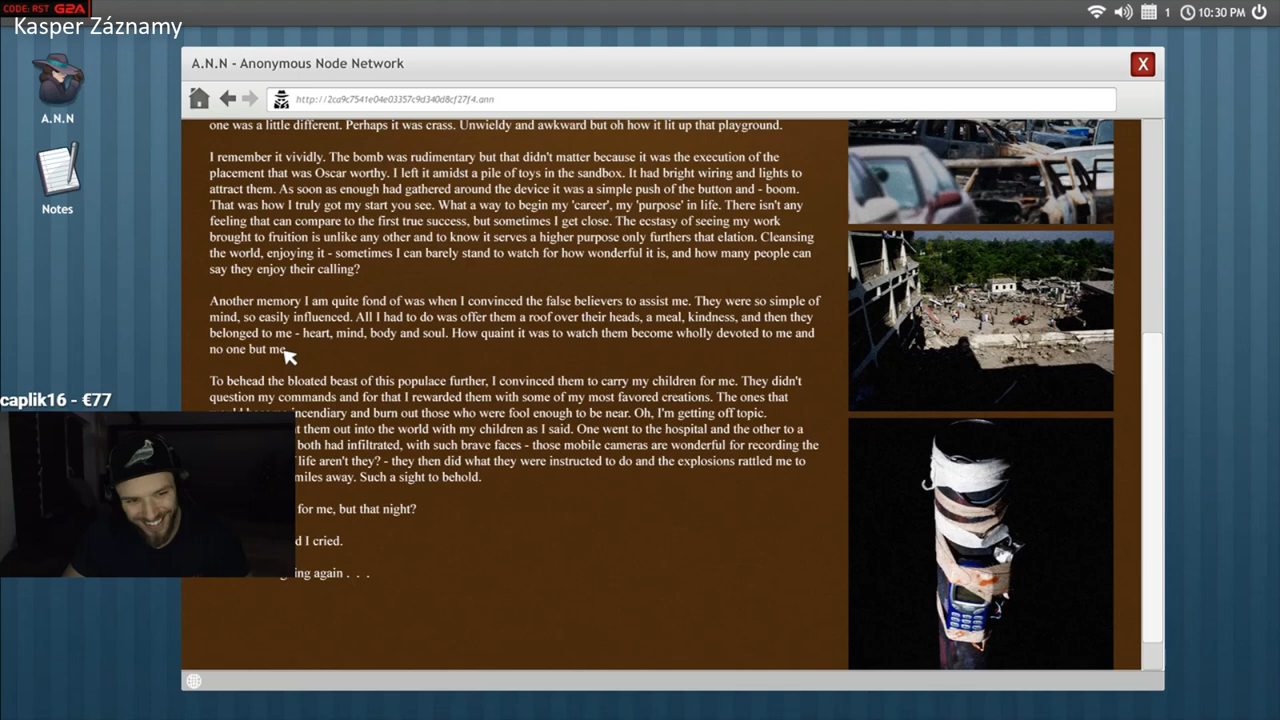 CODE: RST G2A
Kasper Záznamy
1 10:30 PM
A.N.N
Notes
A.N.N - Anonymous Node Network
X
http://2ca9c7541e04e03357c9d340d8cf27f4.ann
one was a little different. Perhaps it was crass. Unwieldy and awkward but oh how it lit up that playground.
I remember it vividly. The bomb was rudimentary but that didn't matter because it was the execution of the
placement that was Oscar worthy. I left it amidst a pile of toys in the sandbox. It had bright wiring and lights to
attract them. As soon as enough had gathered around the device it was a simple push of the button and - boom.
That was how I truly got my start you see. What a way to begin my 'career', my 'purpose' in life. There isn't any
feeling that can compare to the first true success, but sometimes I get close. The ecstasy of seeing my work
brought to fruition is unlike any other and to know it serves a higher purpose only furthers that elation. Cleansing
the world, enjoying it - sometimes I can barely stand to watch for how wonderful it is, and how many people can
say they enjoy their calling?
Another memory I am quite fond of was when I convinced the false believers to assist me. They were so simple of
mind, so easily influenced. All I had to do was offer them a roof over their heads, a meal, kindness, and then they
belonged to me - heart, mind, body and soul. How quaint it was to watch them become wholly devoted to me and
no one but me
To behead the bloated beast of this populace further, I convinced them to carry my children for me. They didn't
question my commands and for that I rewarded them with some of my most favored creations. The ones that
incendiary and burn out those who were fool enough to be near. Oh, I'm getting off topic.
them out into the world with my children as I said. One went to the hospital and the other to a
both had infiltrated, with such brave faces - those mobile cameras are wonderful for recording the
life aren't they? - they then did what they were instructed to do and the explosions rattled me to
miles away. Such a sight to behold.
for me, but that night?
I cried.
again . . .
caplik16 - €77